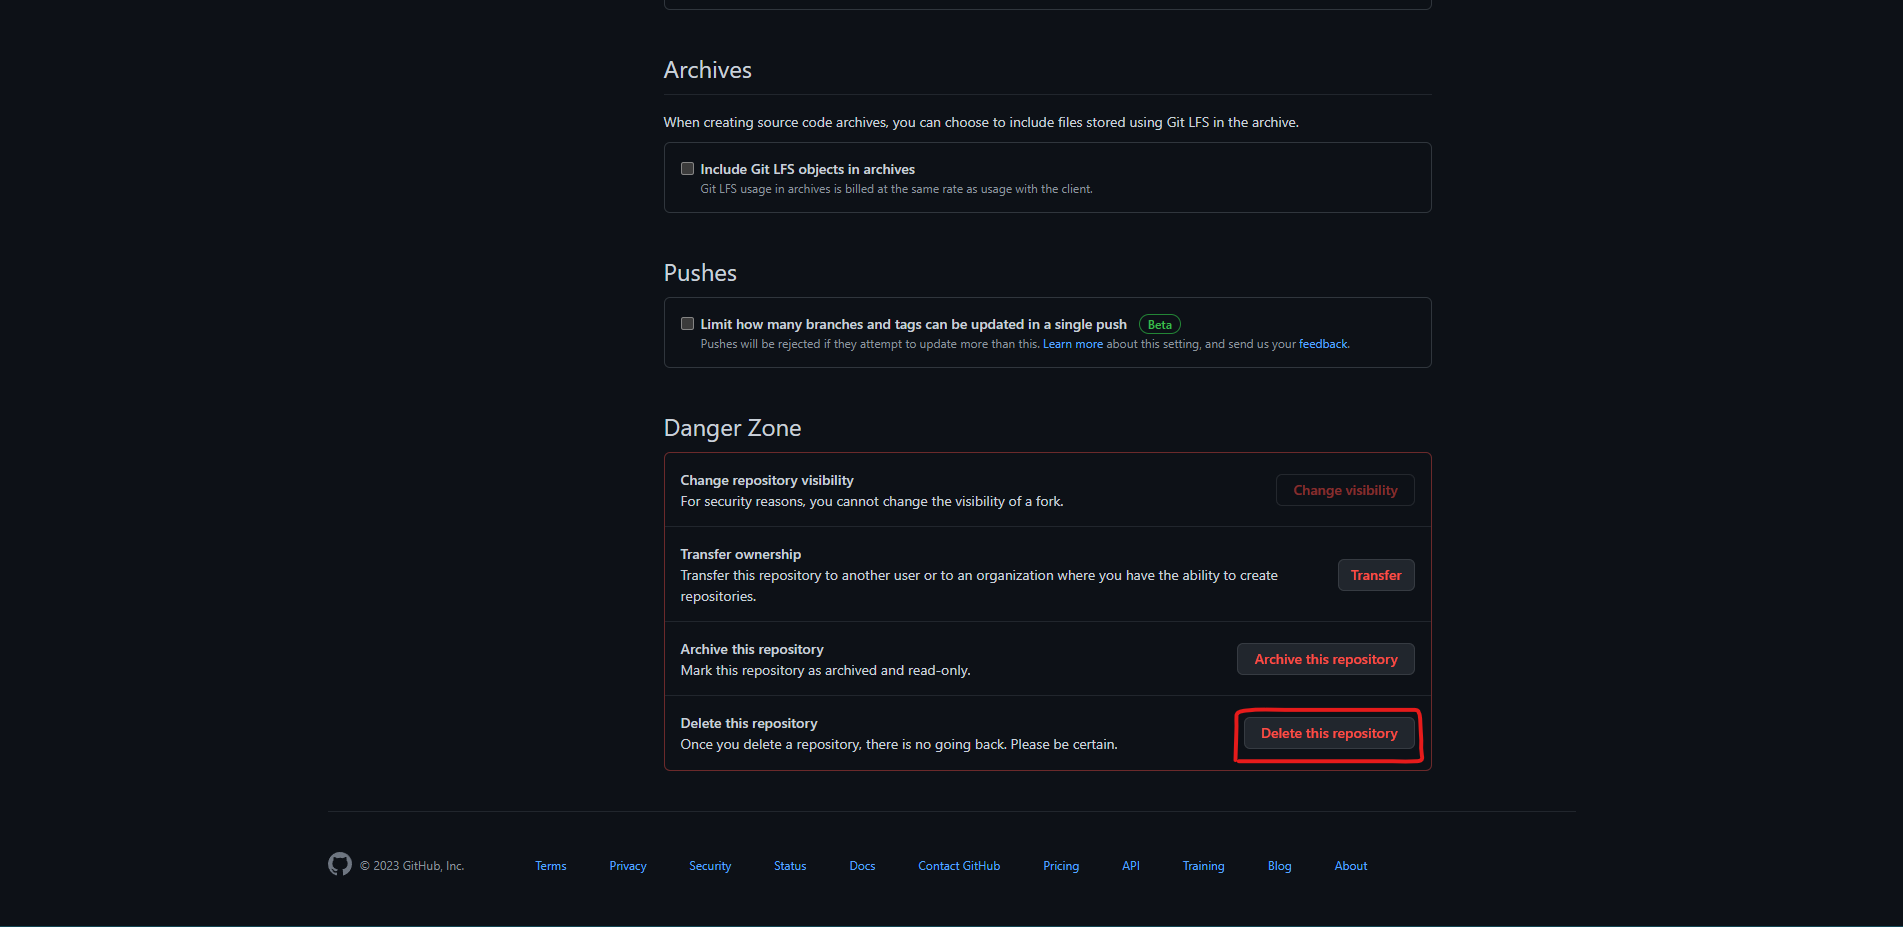 Archives
When creating source code archives, you can choose to include files stored using Git LFS in the archive.
Include Git LFS objects in archives
Git LFS usage in archives is billed at the same rate as usage with the client.
Pushes
Limit how many branches and tags can be updated in a single push Beta
Pushes will be rejected if they attempt to update more than this. Learn more about this setting, and send us your feedback.
Danger Zone
Change repository visibility
For security reasons, you cannot change the visibility of a fork.
Change visibility
Transfer ownership
Transfer this repository to another user or to an organization where you have the ability to create
repositories.
Transfer
Archive this repository
Mark this repository as archived and read-only.
Archive this repository
Delete this repository
Once you delete a repository, there is no going back. Please be certain.
Delete this repository
© 2023 GitHub, Inc. Terms Privacy Security Status Docs Contact GitHub Pricing API Training Blog About